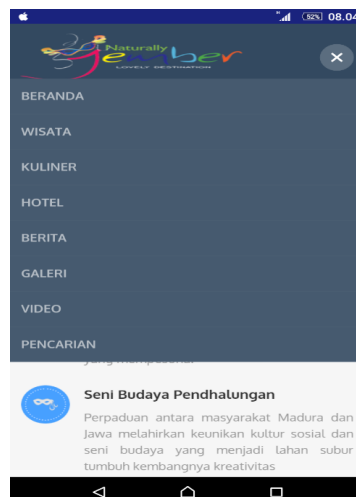 52% 08.04
Naturally
Jember
LOVELY DESTINATION
BERANDA
WISATA
KULINER
HOTEL
BERITA
GALERI
VIDEO
PENCARIAN
yang mempesona.
Seni Budaya Pendhalungan
Perpaduan antara masyarakat Madura dan
Jawa melahirkan keunikan kultur sosial dan
seni budaya yang menjadi lahan subur
tumbuh kembangnya kreativitas